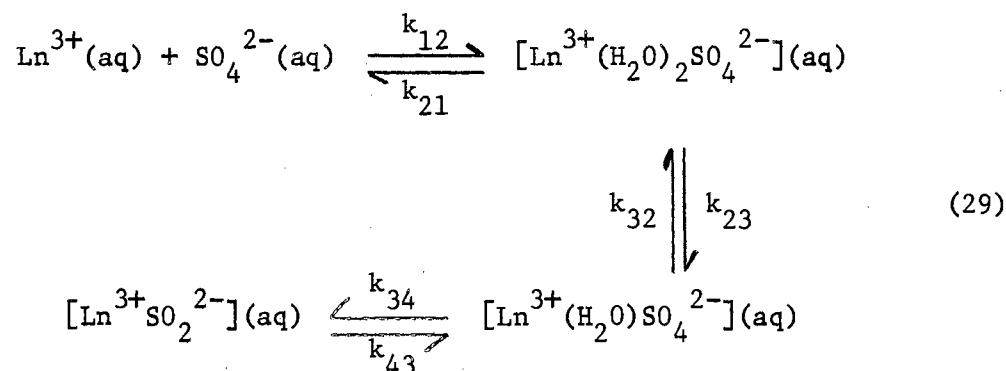 Ln³⁺(aq) + SO₄²⁻(aq) k₁₂ ⇌ k₂₁ [Ln³⁺(H₂O)₂SO₄²⁻](aq)
k₃₂ k₂₃ (29)
[Ln³⁺SO₂²⁻](aq) k₃₄ ⇌ k₄₃ [Ln³⁺(H₂O)SO₄²⁻](aq)